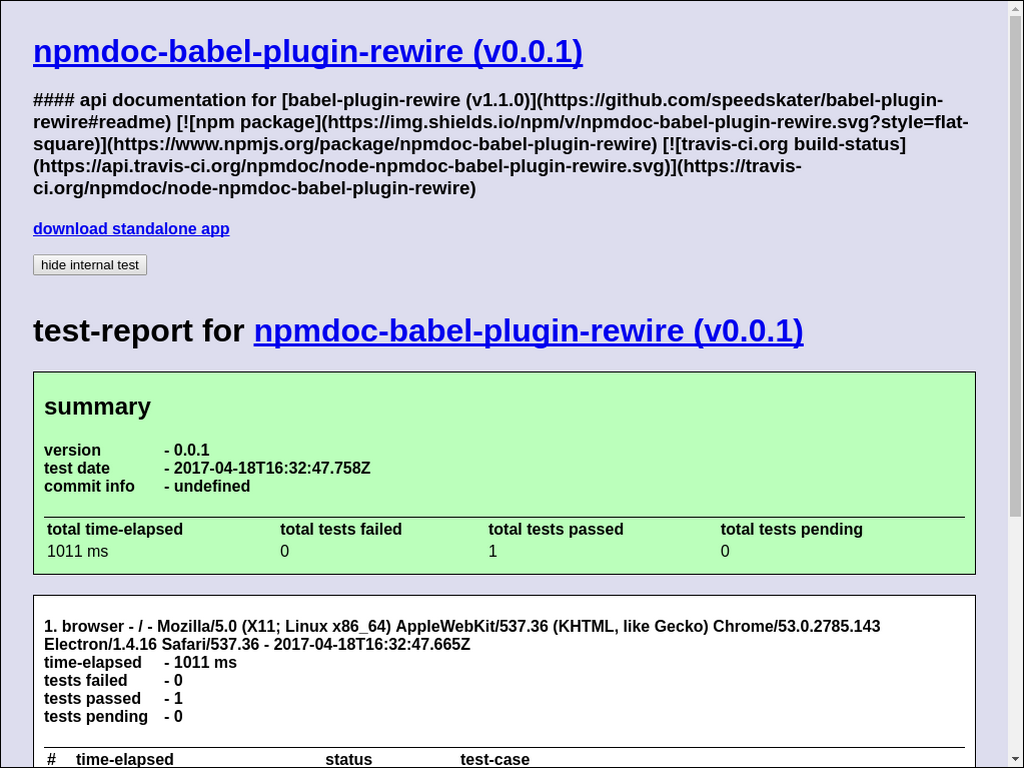 npmdoc-babel-plugin-rewire (v0.0.1)
#### api documentation for [babel-plugin-rewire (v1.1.0)](https://github.com/speedskater/babel-plugin-
rewire#readme) [![npm package](https://img.shields.io/npm/v/npmdoc-babel-plugin-rewire.svg?style=flat-
square)](https://www.npmjs.org/package/npmdoc-babel-plugin-rewire) [![travis-ci.org build-status]
(https://api.travis-ci.org/npmdoc/node-npmdoc-babel-plugin-rewire.svg)](https://travis-
ci.org/npmdoc/node-npmdoc-babel-plugin-rewire)
download standalone app
hide internal test
test-report for npmdoc-babel-plugin-rewire (v0.0.1)
summary
version - 0.0.1
test date - 2017-04-18T16:32:47.758Z
commit info - undefined
total time-elapsed total tests failed total tests passed total tests pending
1011 ms 0 1 0
1. browser - / - Mozilla/5.0 (X11; Linux x86_64) AppleWebKit/537.36 (KHTML, like Gecko) Chrome/53.0.2785.143
Electron/1.4.16 Safari/537.36 - 2017-04-18T16:32:47.665Z
time-elapsed - 1011 ms
tests failed - 0
tests passed - 1
tests pending - 0
# time-elapsed status test-case